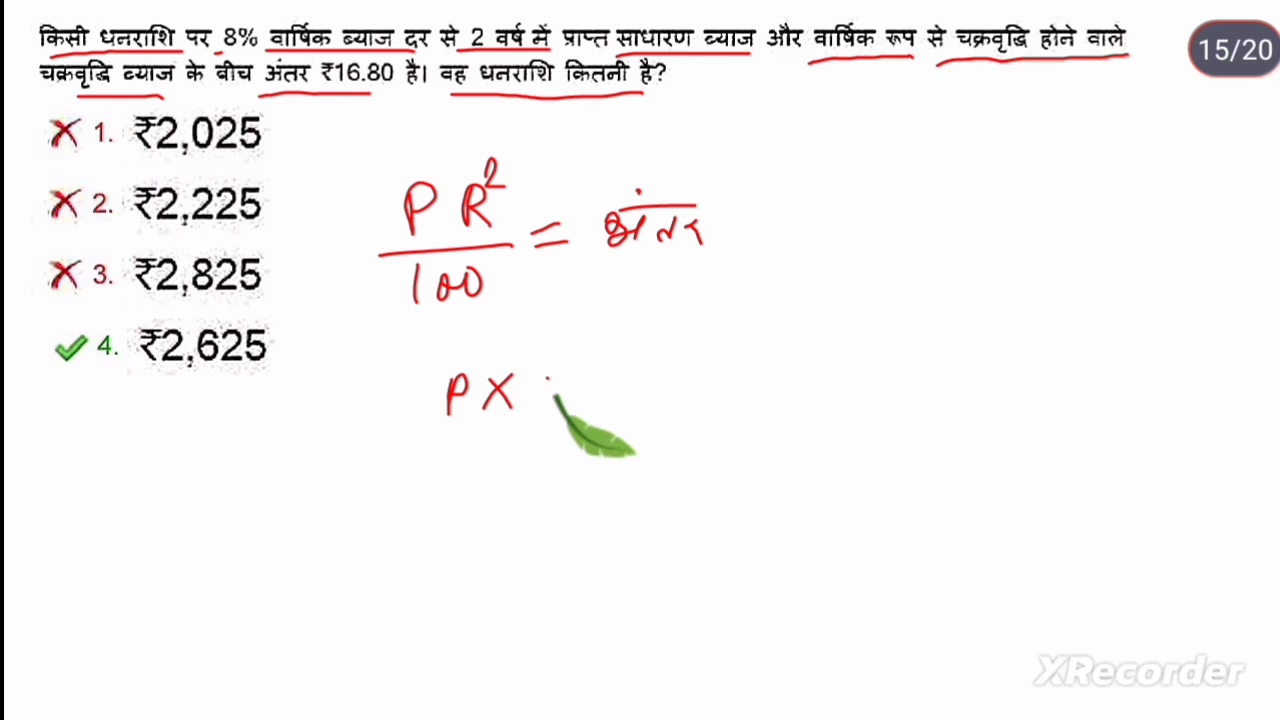 किसी धनराशि पर 8% वार्षिक ब्याज दर से 2 वर्ष में प्राप्त साधारण ब्याज और वार्षिक रूप से चक्रवृद्धि होने वाले
चक्रवृद्धि ब्याज के बीच अंतर ₹16.80 है। वह धनराशि कितनी है?
15/20
1. ₹2,025
2. ₹2,225
3. ₹2,825
4. ₹2,625
P R²
100
= अंतर
P X
XRecorder